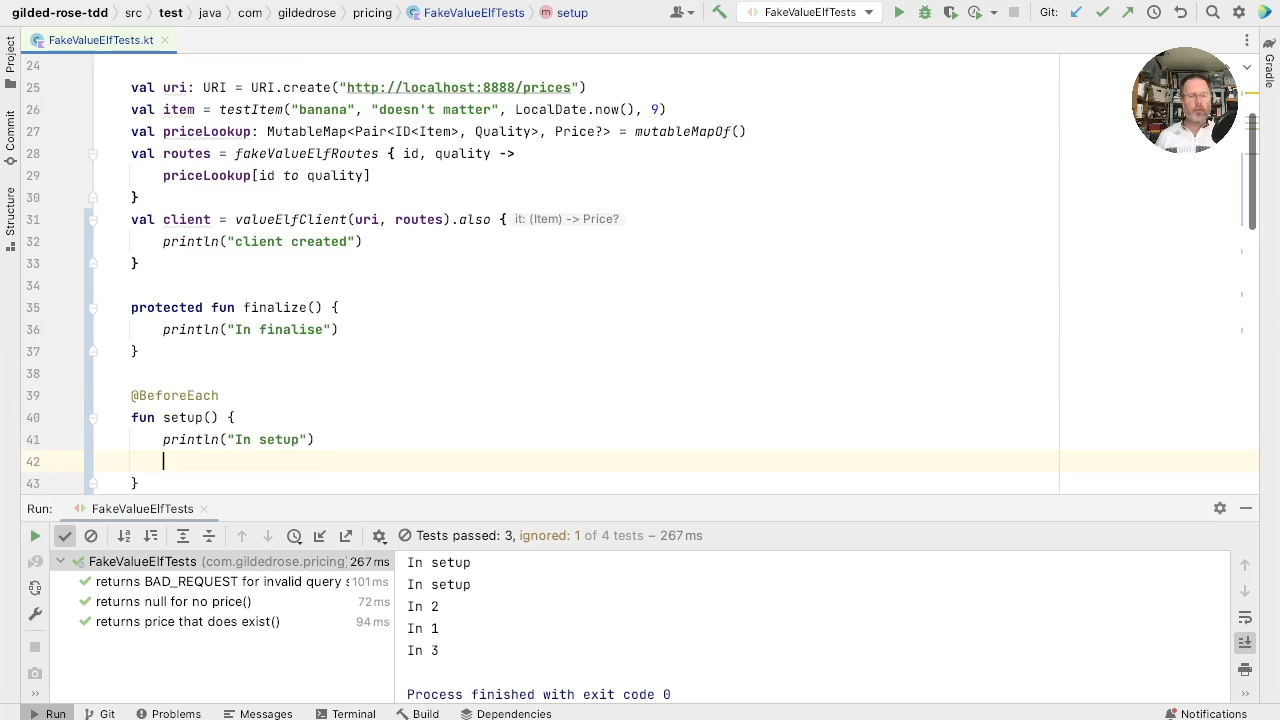 gilded-rose-tdd › src › test › java › com › gildedrose › pricing › FakeValueElfTests › setup
FakeValueElfTests
Git:
FakeValueElfTests.kt
Project
Commit
Structure
Gradle
24
25 val uri: URI = URI.create("http://localhost:8888/prices")
26 val item = testItem("banana", "doesn't matter", LocalDate.now(), 9)
27 val priceLookup: MutableMap<Pair<ID<Item>, Quality>, Price?> = mutableMapOf()
28 val routes = fakeValueElfRoutes { id, quality ->
29 priceLookup[id to quality]
30 }
31 val client = valueElfClient(uri, routes).also { it: (Item) -> Price?
32 println("client created")
33 }
34
35 protected fun finalize() {
36 println("In finalise")
37 }
38
39 @BeforeEach
40 fun setup() {
41 println("In setup")
42
43 }
Run: FakeValueElfTests
Tests passed: 3, ignored: 1 of 4 tests – 267 ms
FakeValueElfTests (com.gildedrose.pricing) 267 ms
returns BAD_REQUEST for invalid query s 101 ms
returns null for no price() 72 ms
returns price that does exist() 94 ms
In setup
In setup
In 2
In 1
In 3
Process finished with exit code 0
Run Git Problems Messages Terminal Build Dependencies Notifications